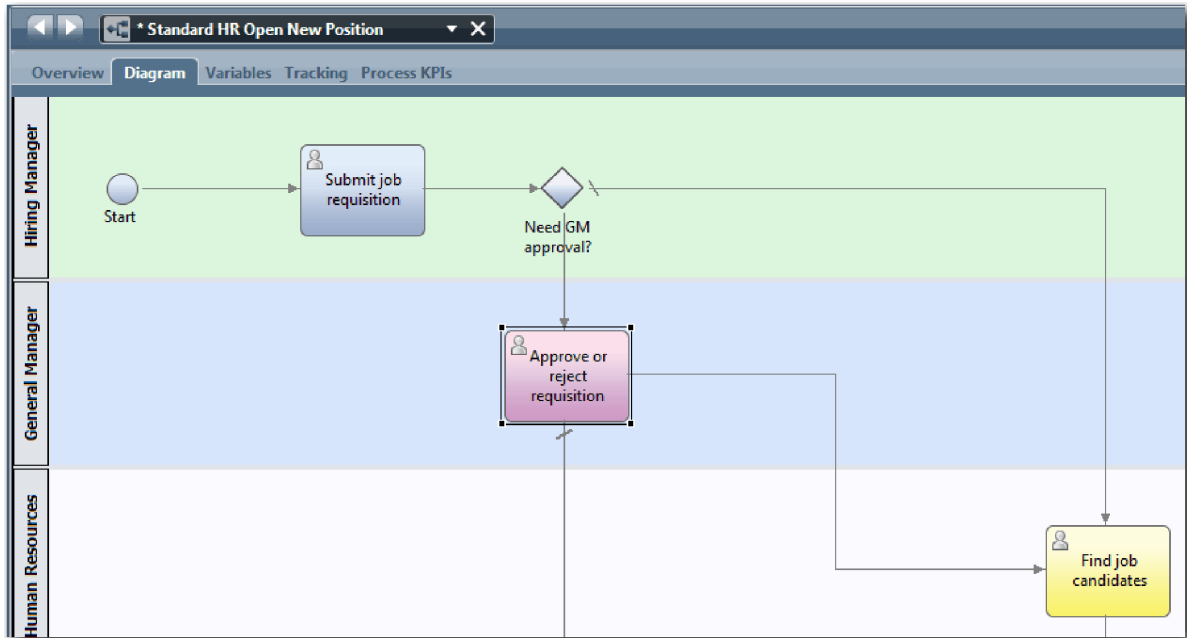 * Standard HR Open New Position
Overview Diagram Variables Tracking Process KPIs
Hiring Manager
Start
Submit job
requisition
Need GM
approval?
General Manager
Approve or
reject
requisition
Human Resources
Find job
candidates